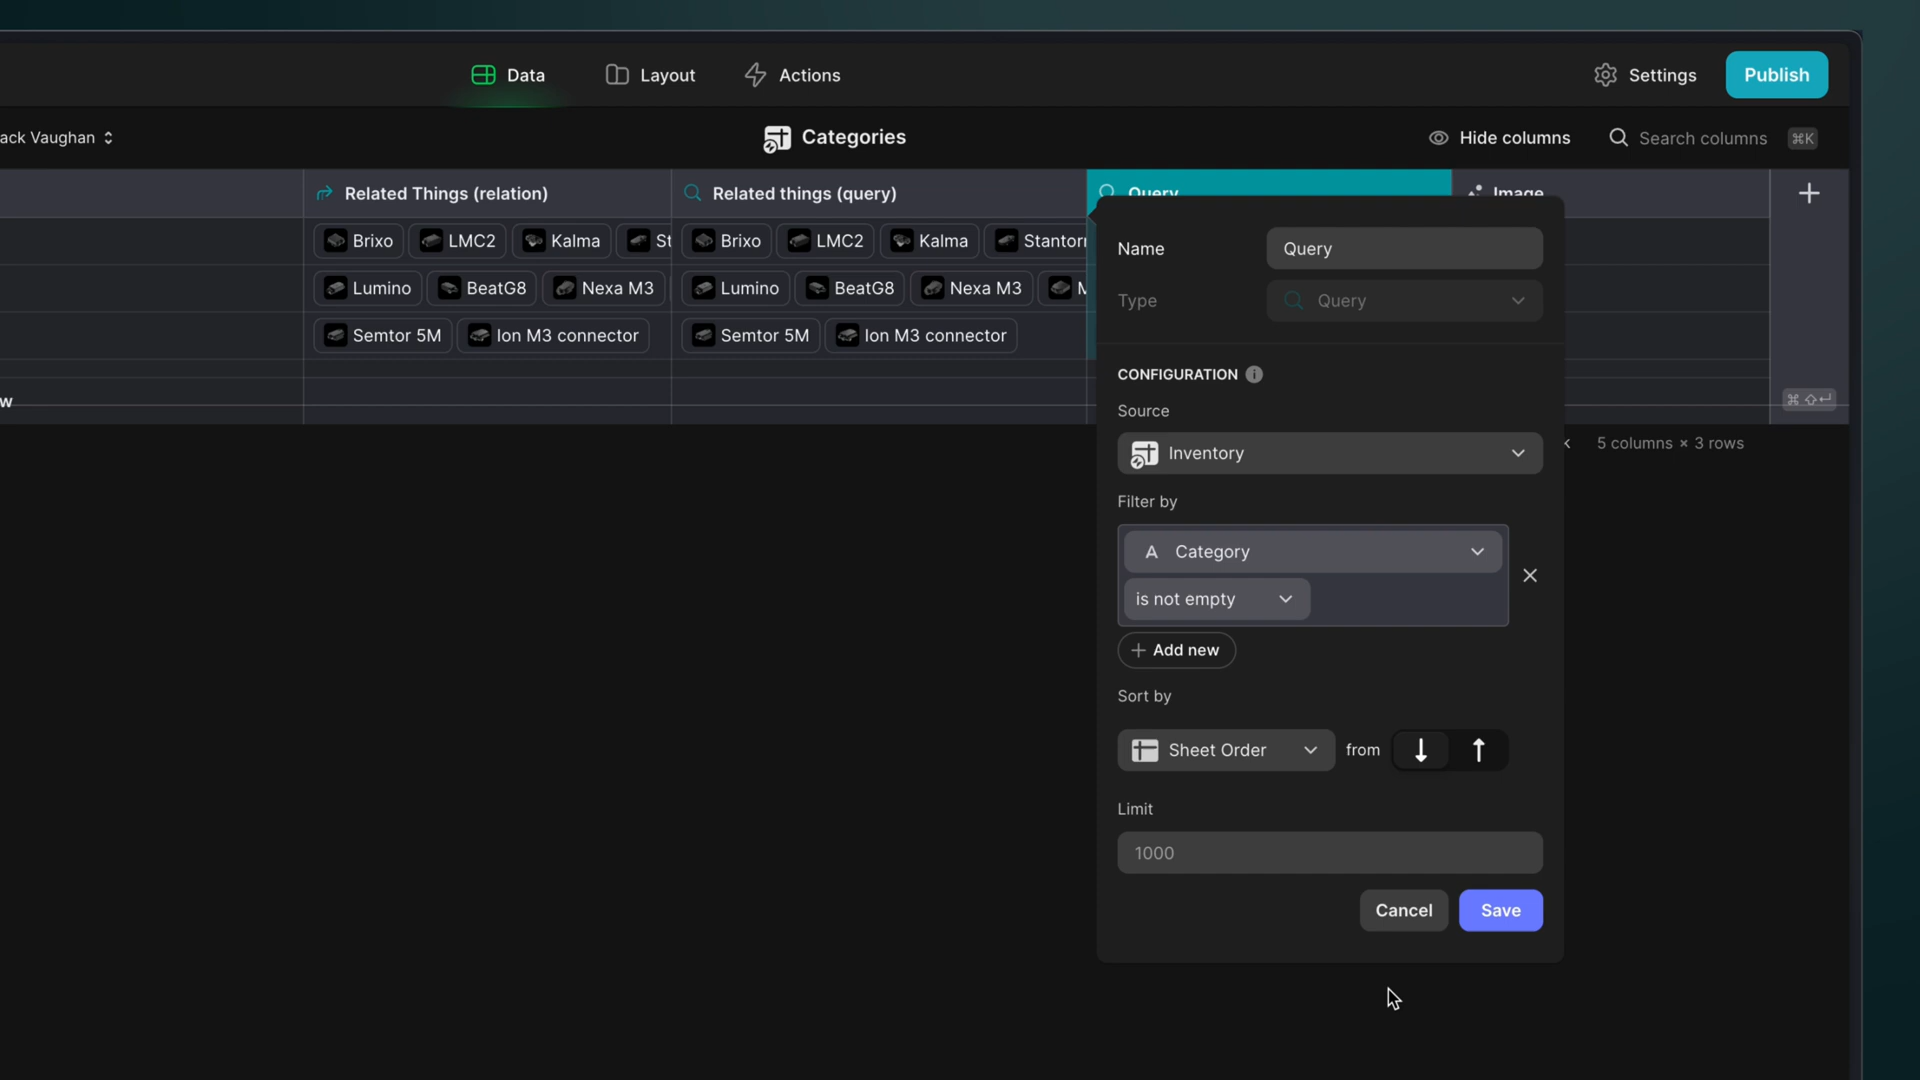 Data
Layout
Actions
Settings
Publish
ack Vaughan
Categories
Hide columns
Search columns
⌘K
Related Things (relation)
Related things (query)
Query
Image
Brixo
LMC2
Kalma
St
Brixo
LMC2
Kalma
Stantor
Lumino
BeatG8
Nexa M3
Lumino
BeatG8
Nexa M3
Semtor 5M
Ion M3 connector
Semtor 5M
Ion M3 connector
w
⌘ ⇧ ↵
5 columns × 3 rows
Name
Query
Type
Query
CONFIGURATION
Source
Inventory
Filter by
A Category
is not empty
+ Add new
Sort by
Sheet Order
from
Limit
1000
Cancel
Save